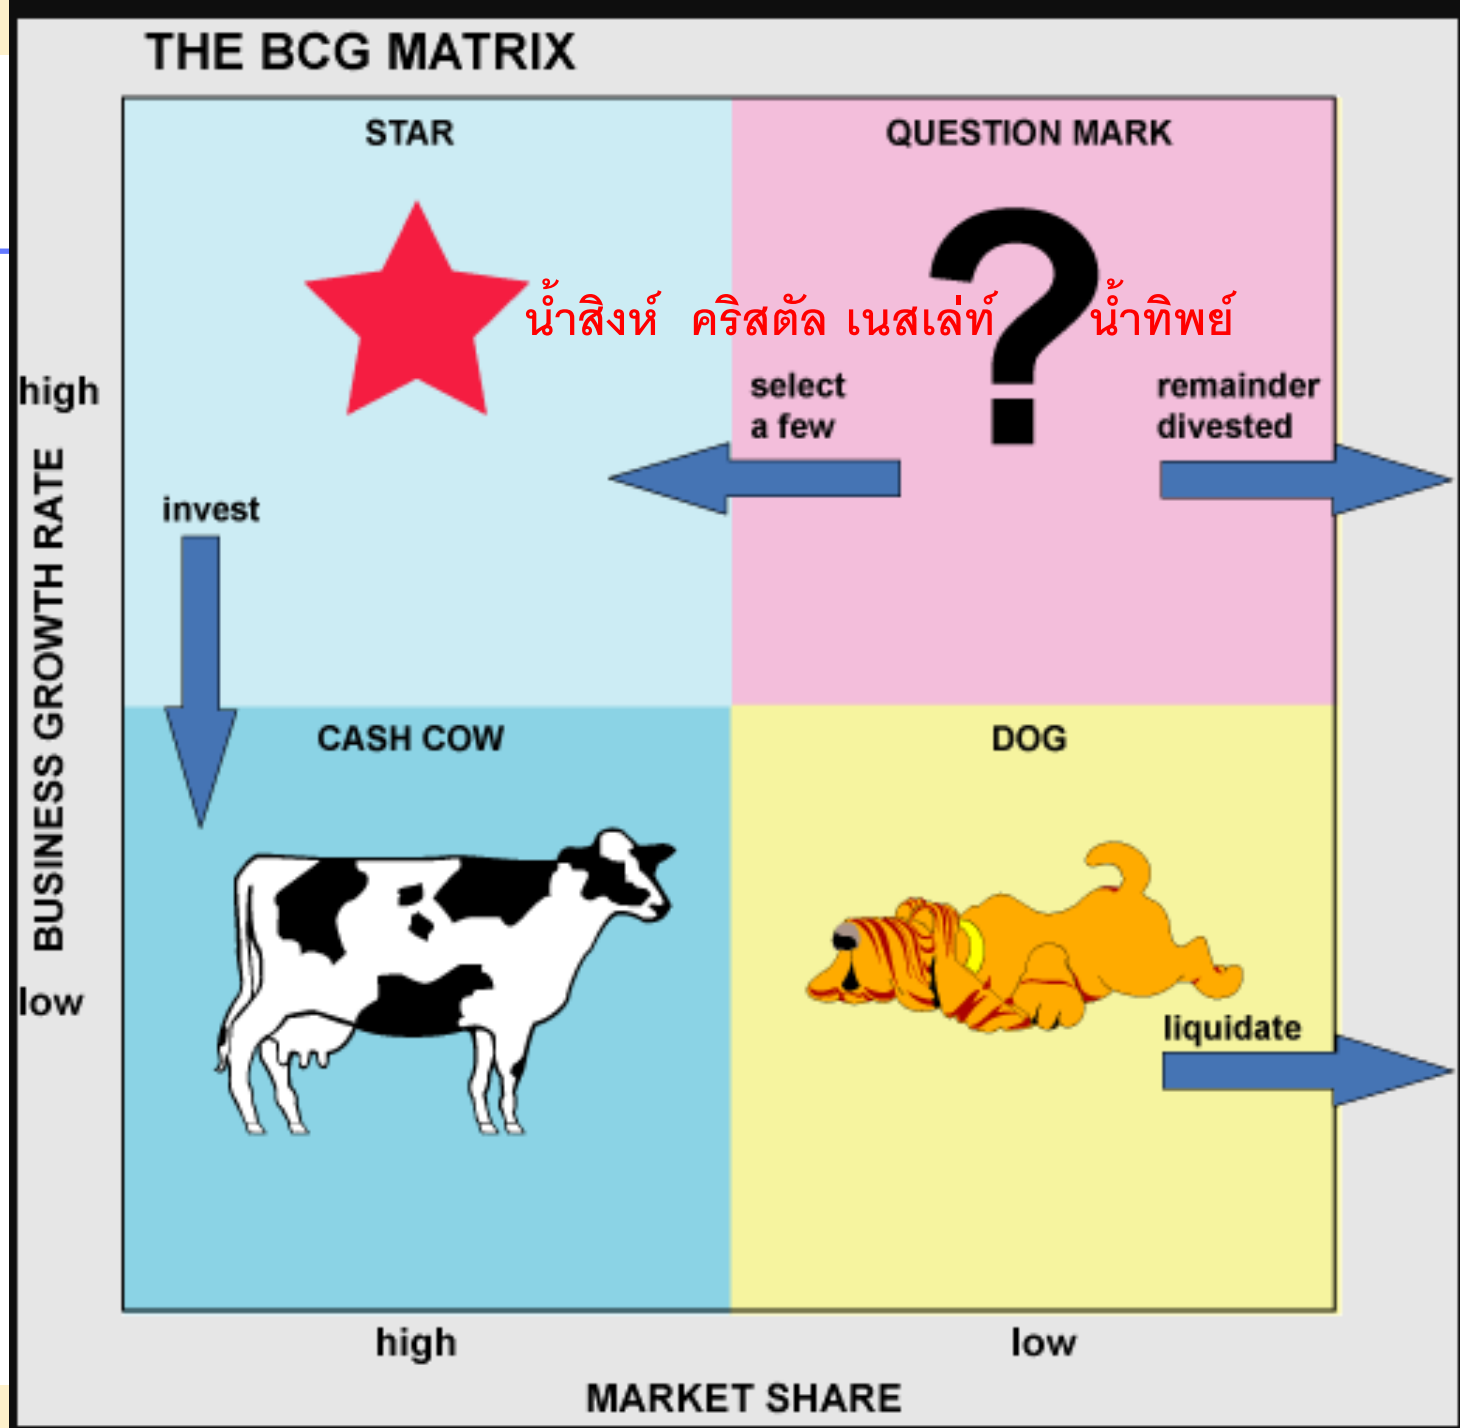 THE BCG MATRIX
STAR
QUESTION MARK
?
น้ำสิงห์ คริสตัล เนสเล่ท์ น้ำทิพย์
select
a few
remainder
divested
high
invest
BUSINESS GROWTH RATE
CASH COW
DOG
low
liquidate
high
low
MARKET SHARE